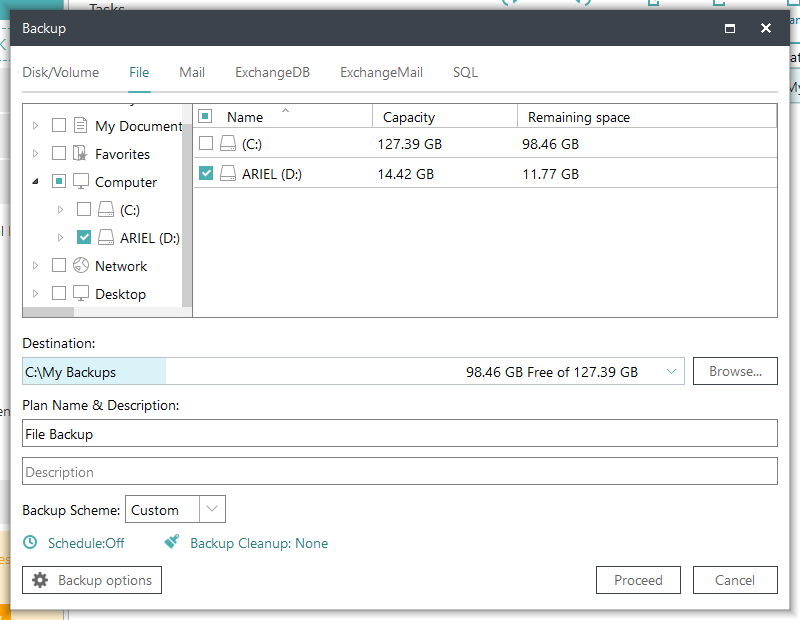 Tasks
Backup
Disk/Volume File Mail ExchangeDB ExchangeMail SQL
My Document
Favorites
Computer
(C:)
ARIEL (D:)
Network
Desktop
Name Capacity Remaining space
(C:) 127.39 GB 98.46 GB
ARIEL (D:) 14.42 GB 11.77 GB
Destination:
C:\My Backups 98.46 GB Free of 127.39 GB Browse...
Plan Name & Description:
File Backup
Description
Backup Scheme: Custom
Schedule:Off Backup Cleanup: None
Backup options Proceed Cancel